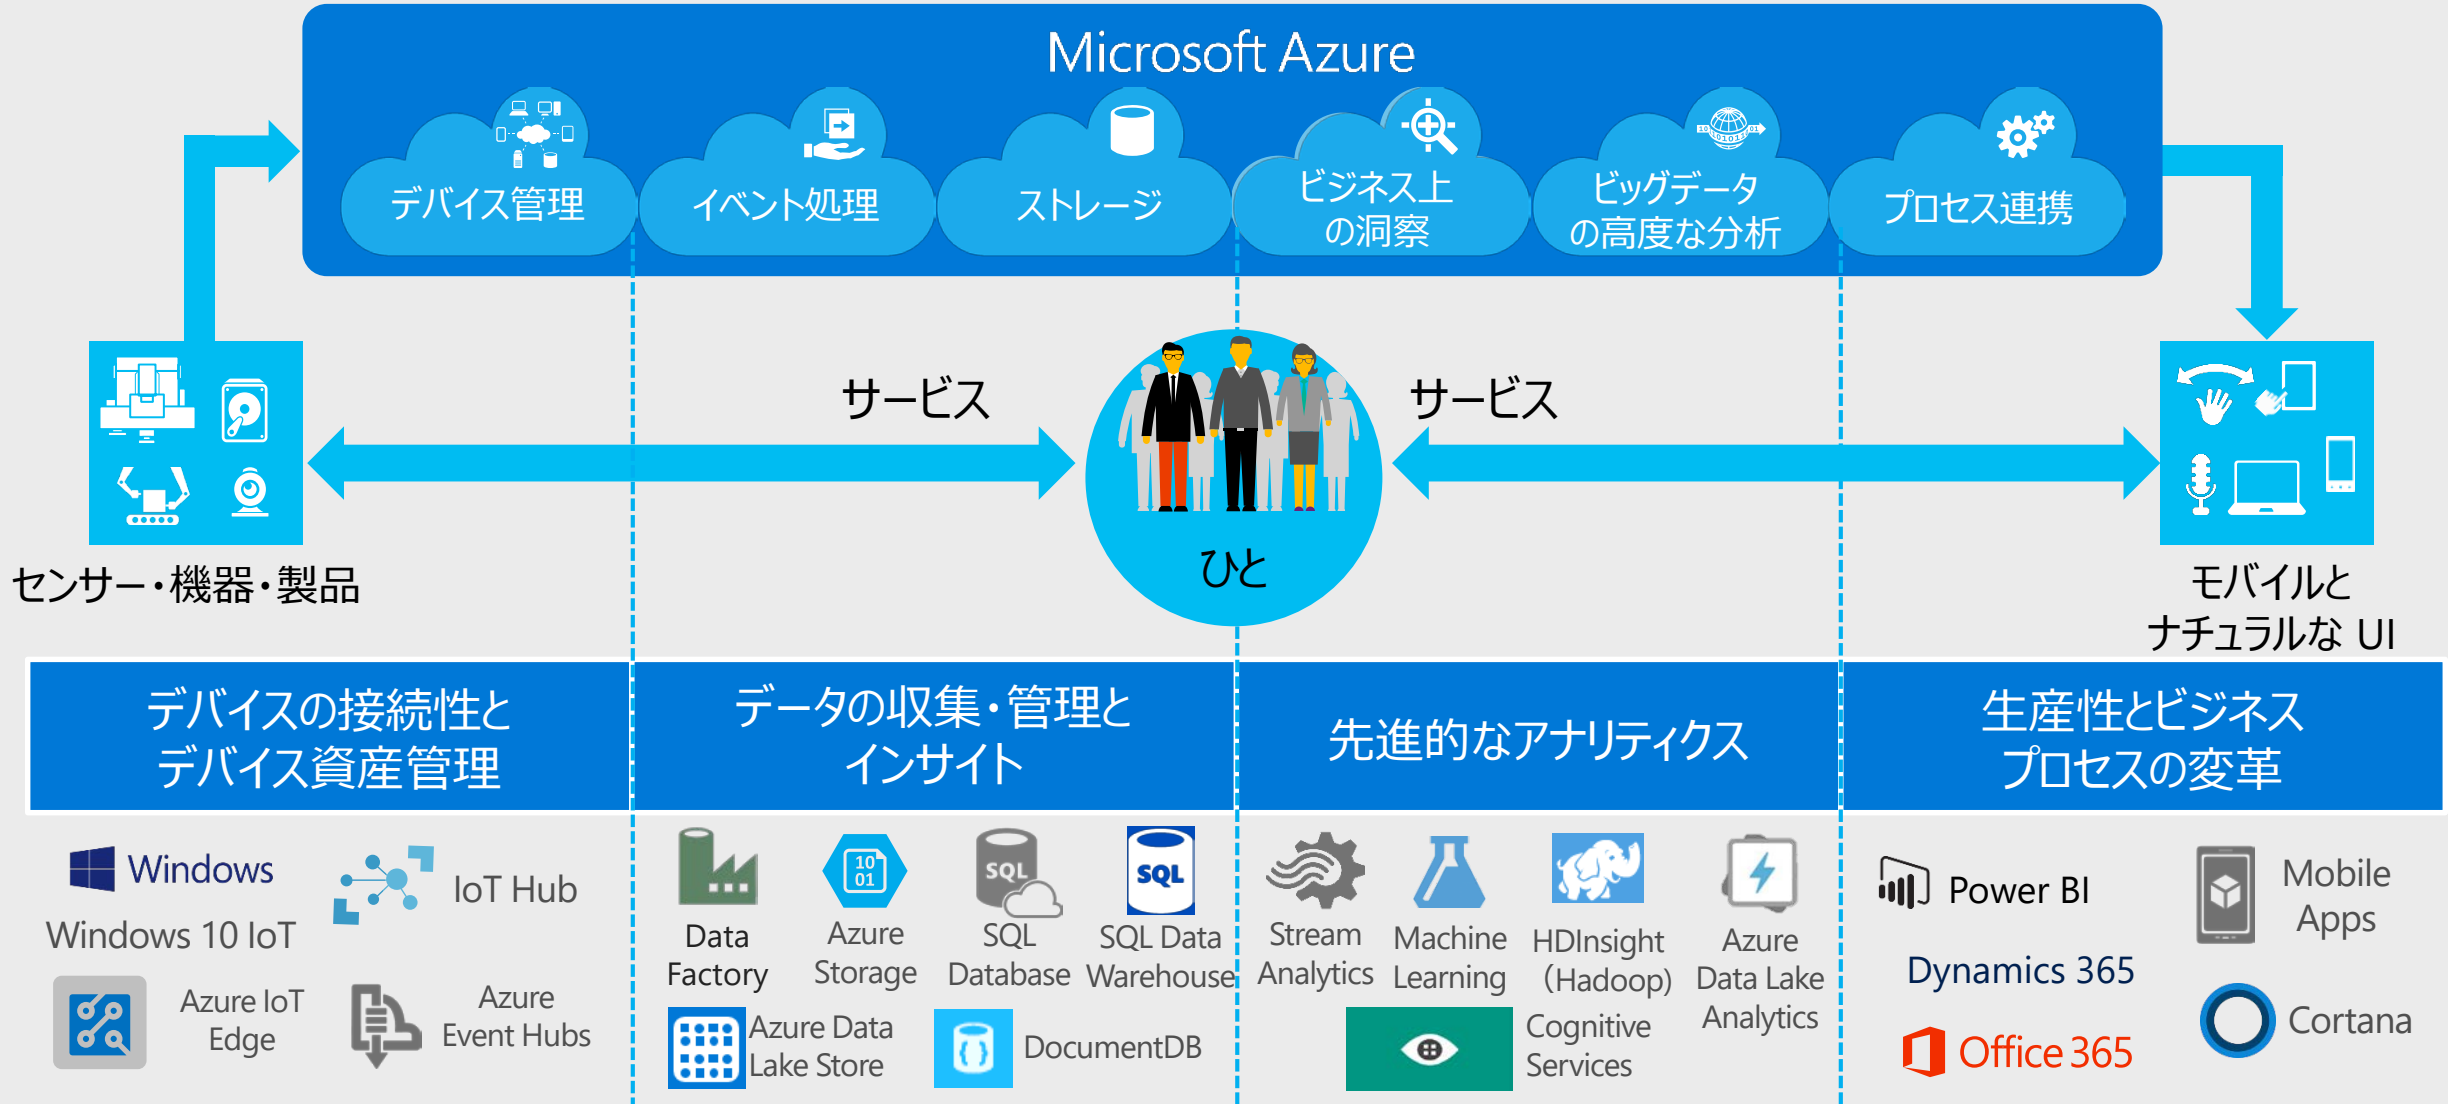 Microsoft Azure
デバイス管理
イベント処理
ストレージ
ビジネス上
の洞察
ビッグデータ
の高度な分析
プロセス連携
サービス
サービス
ひと
センサー・機器・製品
モバイルと
ナチュラルな UI
デバイスの接続性と
デバイス資産管理
データの収集・管理と
インサイト
先進的なアナリティクス
生産性とビジネス
プロセスの変革
Windows
Windows 10 IoT
IoT Hub
Azure IoT
Edge
Azure
Event Hubs
Data
Factory
10
01
Azure
Storage
SQL
SQL
Database
SQL
SQL Data
Warehouse
Azure Data
Lake Store
DocumentDB
Stream
Analytics
Machine
Learning
HDInsight
（Hadoop)
Azure
Data Lake
Analytics
Cognitive
Services
Power BI
Mobile
Apps
Dynamics 365
Office 365
Cortana